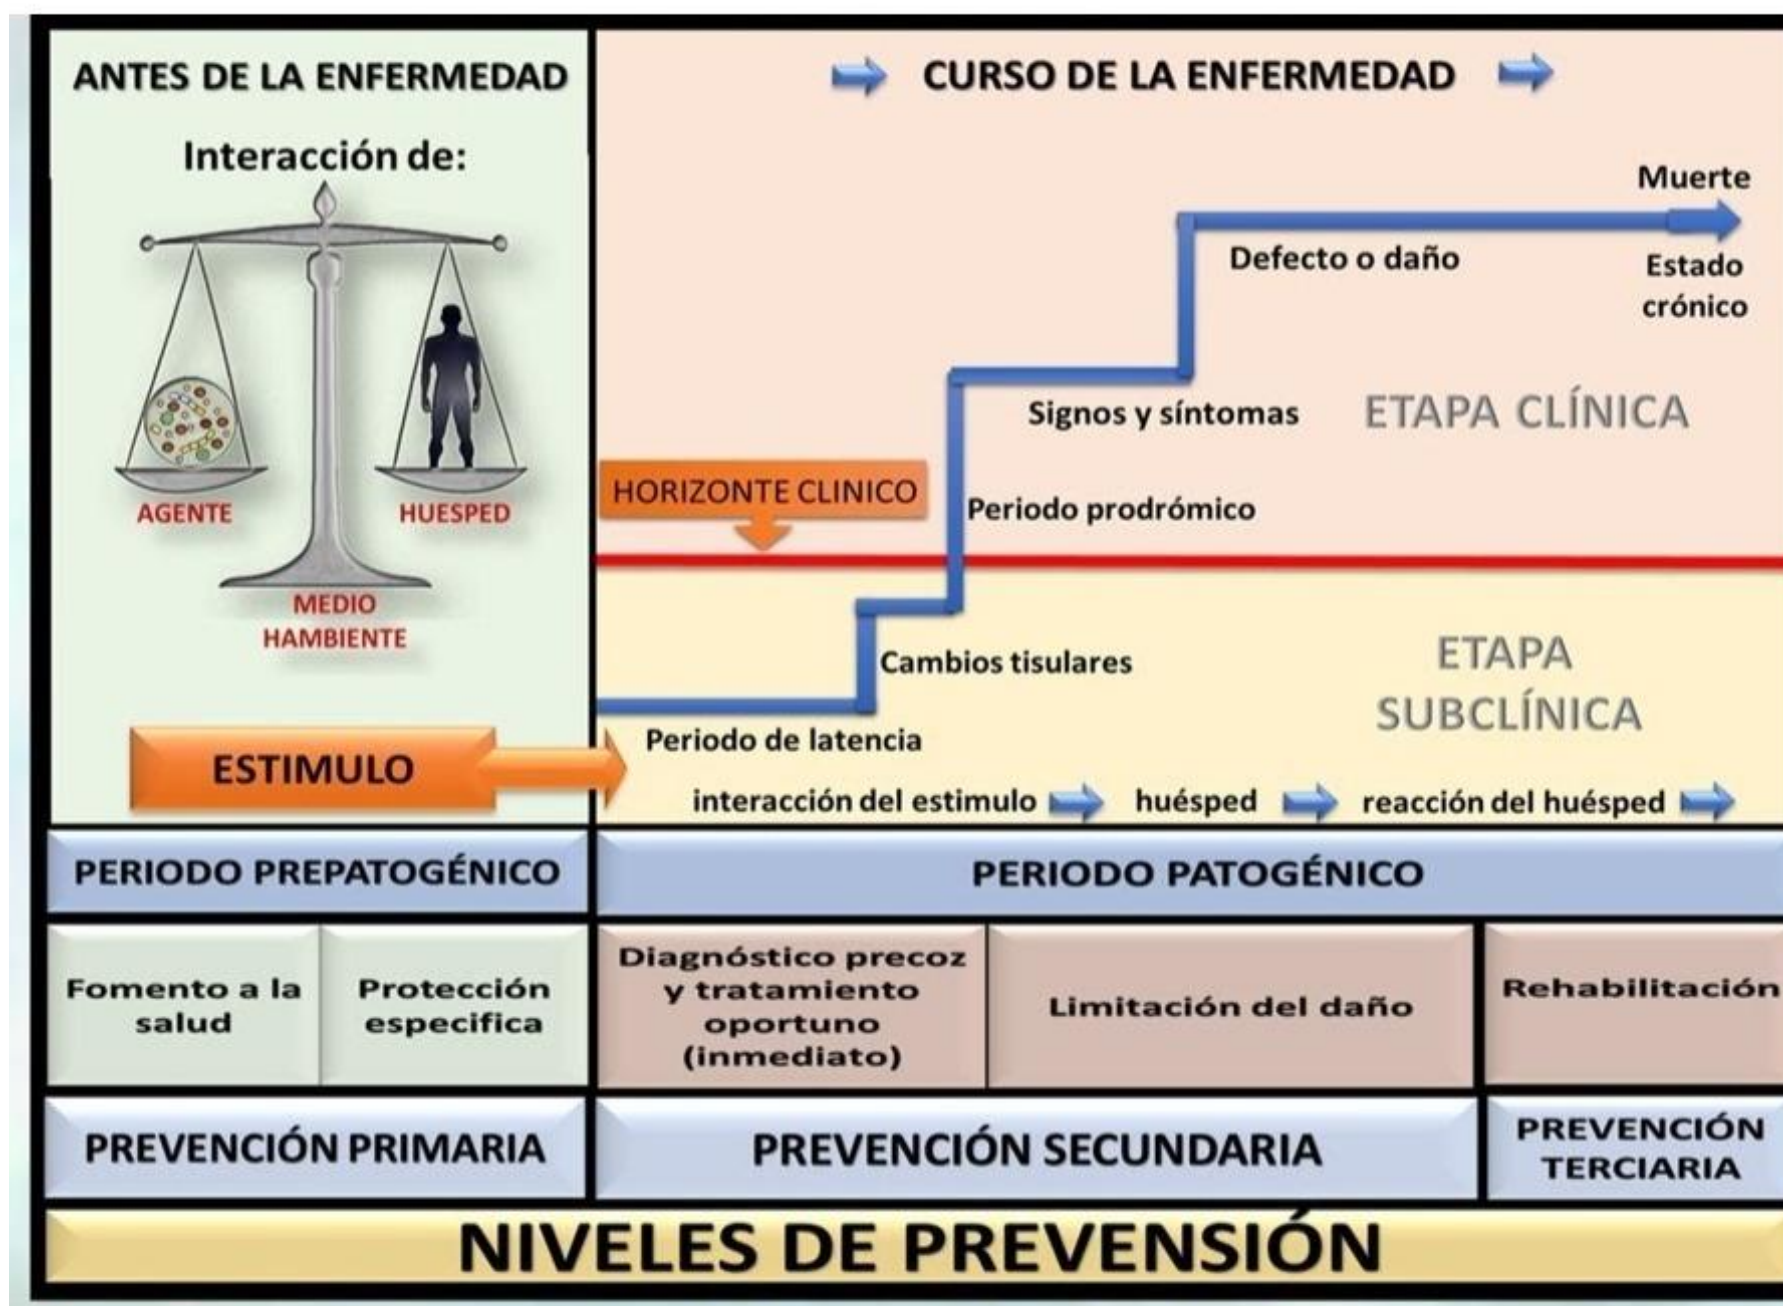 ANTES DE LA ENFERMEDAD
Interacción de:
AGENTE
HUESPED
MEDIO
HAMBIENTE
ESTIMULO
CURSO DE LA ENFERMEDAD
Muerte
Defecto o daño
Estado
crónico
Signos y síntomas
ETAPA CLÍNICA
HORIZONTE CLINICO
Periodo prodrómico
Cambios tisulares
ETAPA
SUBCLÍNICA
Periodo de latencia
interacción del estimulo
huésped
reacción del huésped
PERIODO PREPATOGÉNICO
PERIODO PATOGÉNICO
Fomento a la
salud
Protección
especifica
Diagnóstico precoz
y tratamiento
oportuno
(inmediato)
Limitación del daño
Rehabilitación
PREVENCIÓN PRIMARIA
PREVENCIÓN SECUNDARIA
PREVENCIÓN
TERCIARIA
NIVELES DE PREVENSIÓN